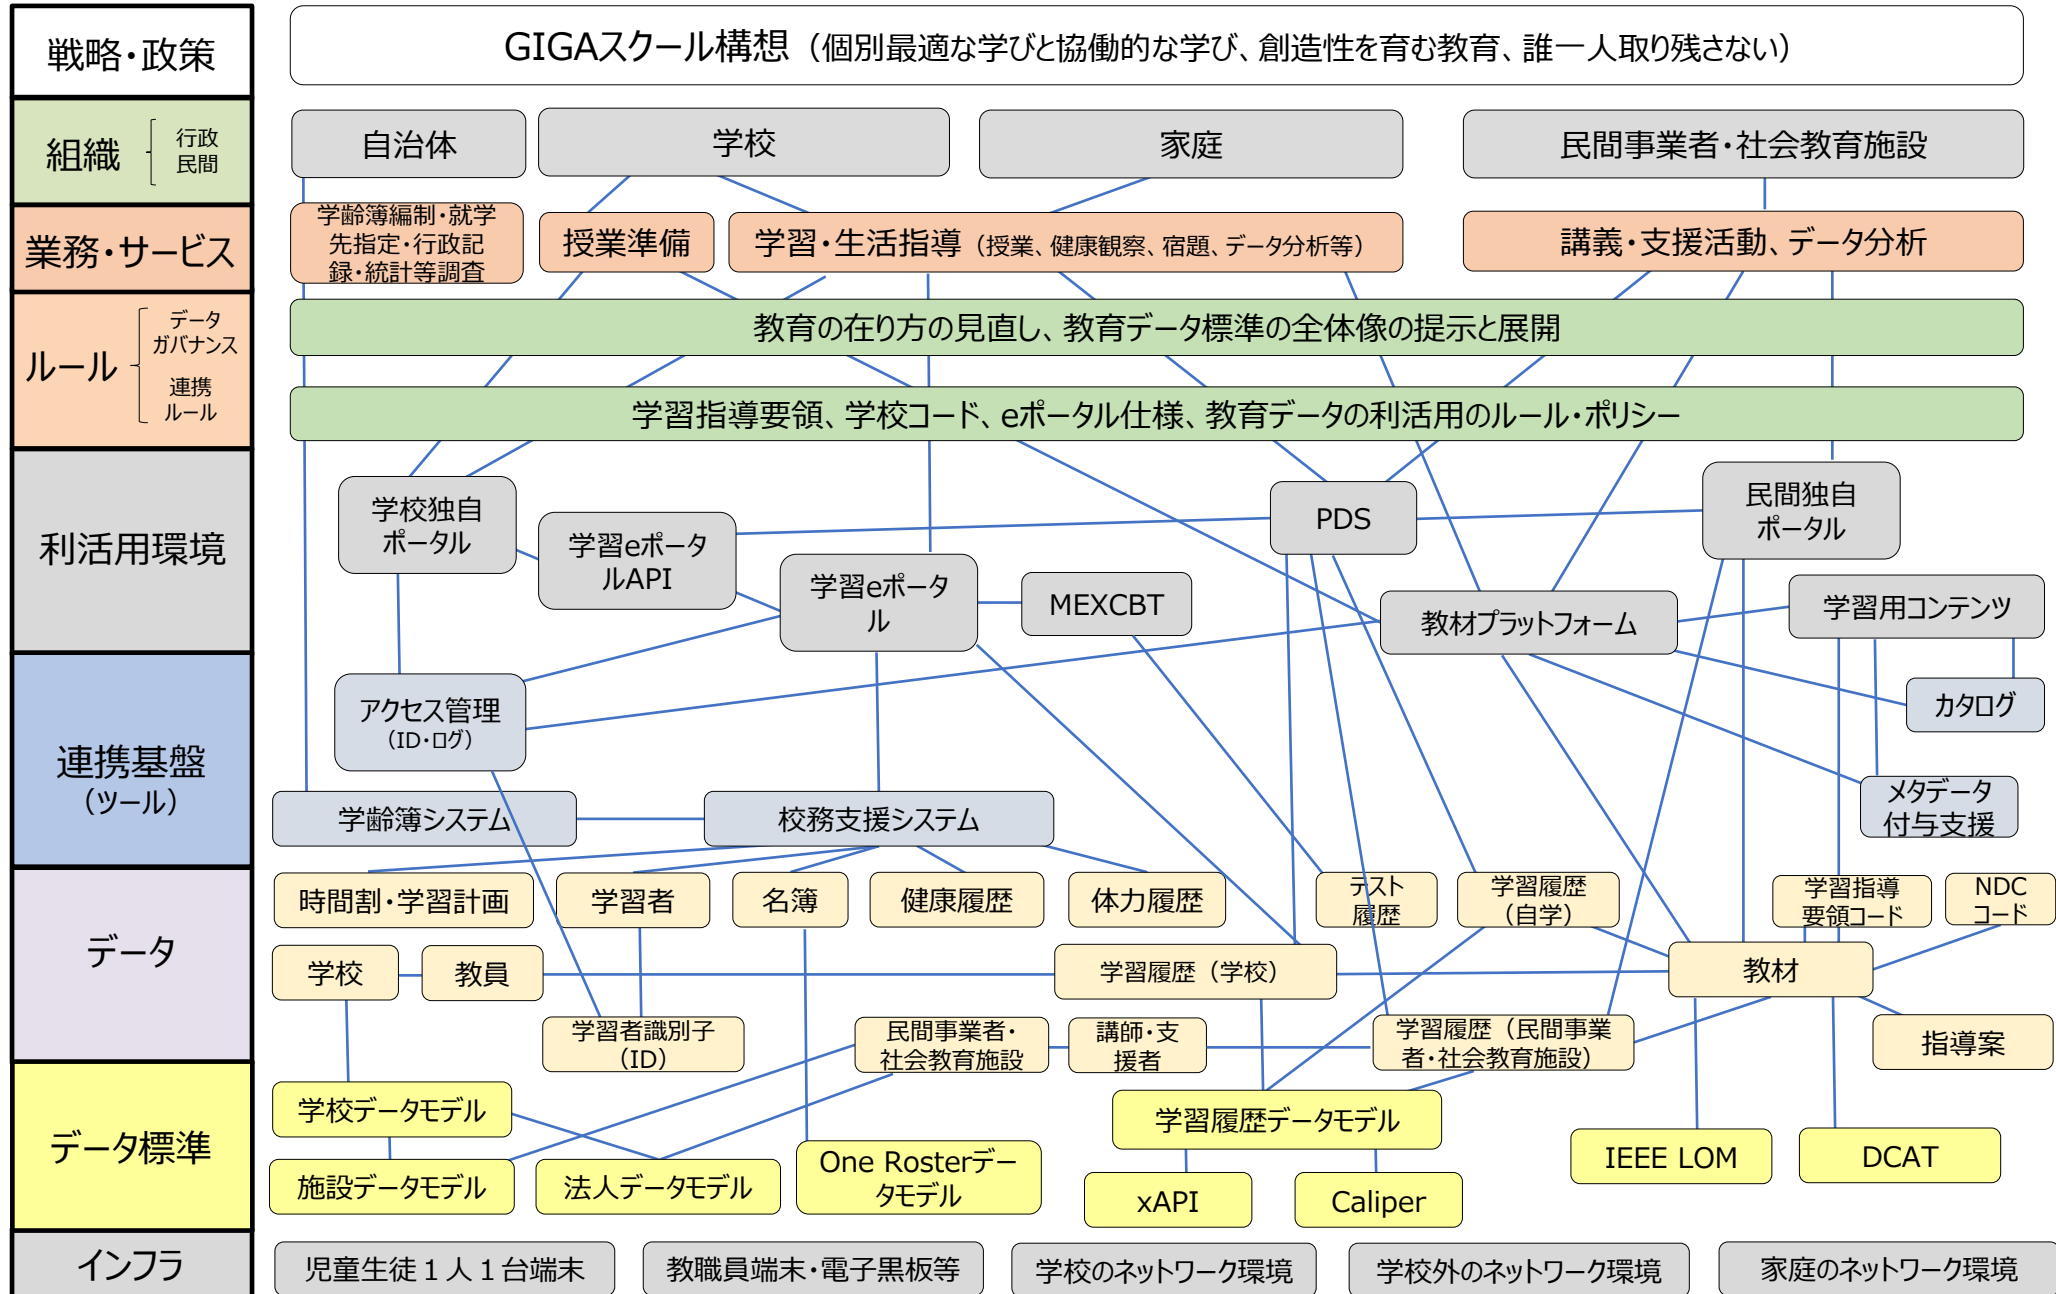 戦略・政策
GIGAスクール構想（個別最適な学びと協働的な学び、創造性を育む教育、誰一人取り残さない）
組織
行政
民間
自治体
学校
家庭
民間事業者・社会教育施設
業務・サービス
学齢簿編制・就学
先指定・行政記
録・統計等調査
授業準備
学習・生活指導（授業、健康観察、宿題、データ分析等）
講義・支援活動、データ分析
ルール
データ
ガバナンス
連携
ルール
教育の在り方の見直し、教育データ標準の全体像の提示と展開
学習指導要領、学校コード、eポータル仕様、教育データの利活用のルール・ポリシー
利活用環境
学校独自
ポータル
学習eポータ
ルAPI
学習eポータ
ル
MEXCBT
PDS
教材プラットフォーム
民間独自
ポータル
学習用コンテンツ
連携基盤
（ツール）
アクセス管理
（ID・ログ）
カタログ
メタデータ
付与支援
学齢簿システム
校務支援システム
データ
時間割・学習計画
学習者
名簿
健康履歴
体力履歴
テスト
履歴
学習履歴
（自学）
学習指導
要領コード
NDC
コード
学校
教員
学習履歴（学校）
教材
学習者識別子
（ID）
民間事業者・
社会教育施設
講師・支
援者
学習履歴（民間事業
者・社会教育施設）
指導案
データ標準
学校データモデル
学習履歴データモデル
施設データモデル
法人データモデル
One Rosterデー
タモデル
xAPI
Caliper
IEEE LOM
DCAT
インフラ
児童生徒１人１台端末
教職員端末・電子黒板等
学校のネットワーク環境
学校外のネットワーク環境
家庭のネットワーク環境